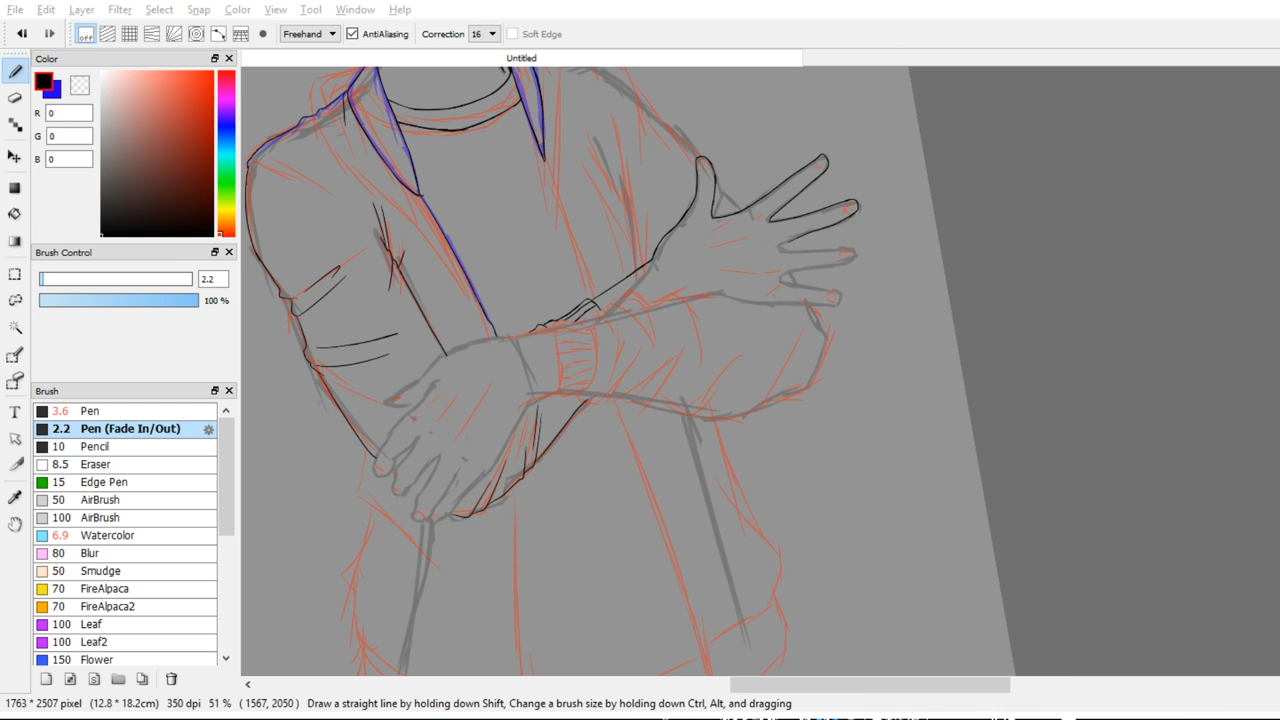 File Edit Layer Filter Select Snap Color View Tool Window Help
off Freehand AntiAliasing Correction 16 Soft Edge
Color
Untitled
R 0
G 0
B 0
Brush Control
2.2
100 %
Brush
3.6 Pen
2.2 Pen (Fade In/Out)
10 Pencil
8.5 Eraser
15 Edge Pen
50 AirBrush
100 AirBrush
6.9 Watercolor
80 Blur
50 Smudge
70 FireAlpaca
70 FireAlpaca2
100 Leaf
100 Leaf2
150 Flower
1763 * 2507 pixel (12.8 * 18.2cm) 350 dpi 51 % ( 1567, 2050 ) Draw a straight line by holding down Shift, Change a brush size by holding down Ctrl, Alt, and dragging